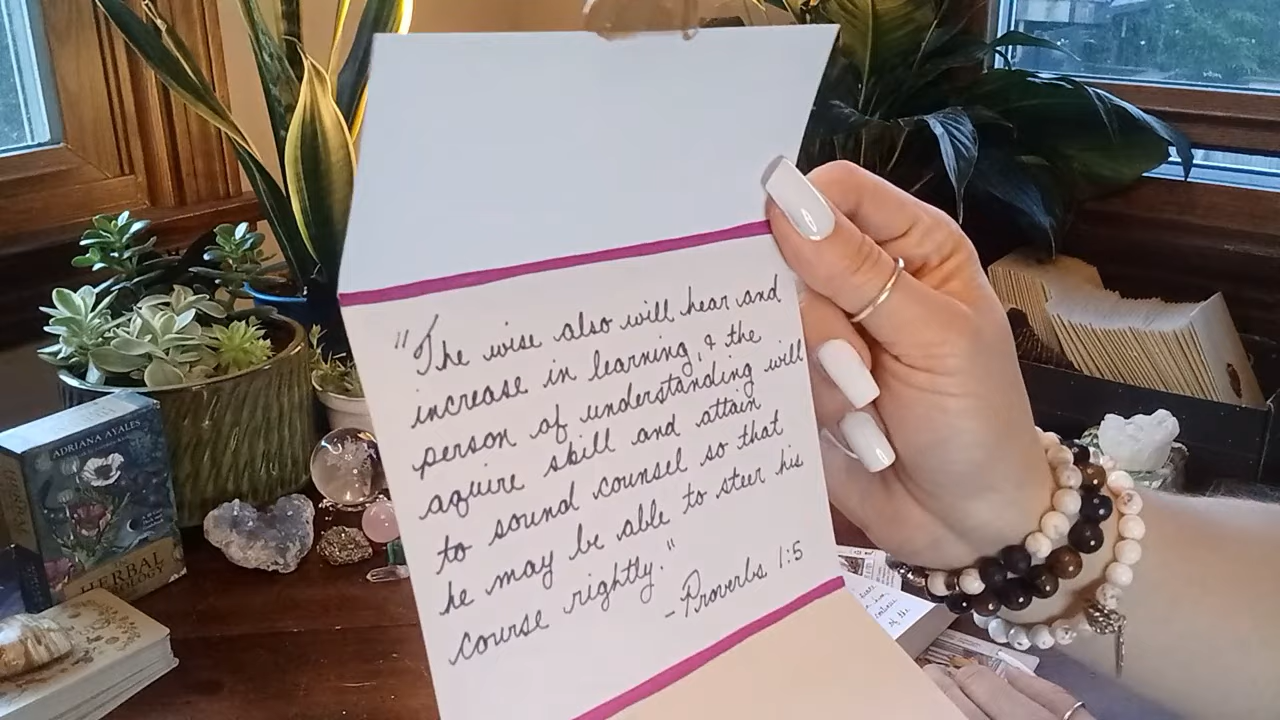 "The wise also will hear and
increase in learning, & the
person of understanding will
aquire skill and attain
to sound counsel so that
he may be able to steer his
course rightly."
-Proverbs 1:5
ADRIANA AYALES
HERBAL